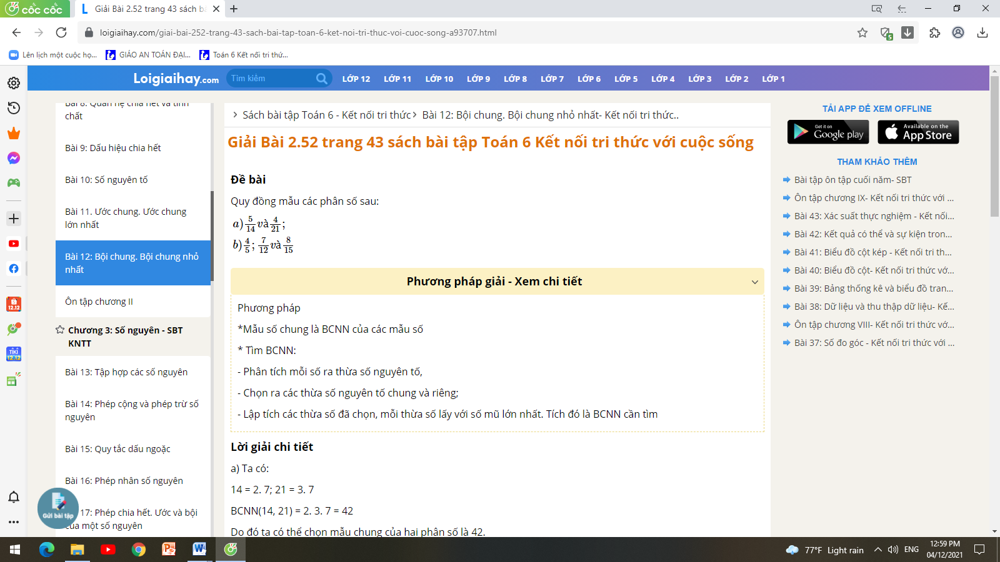 cốc cốc
Giải Bài 2.52 trang 43 sách bà
loigiaihay.com/giai-bai-252-trang-43-sach-bai-tap-toan-6-ket-noi-tri-thuc-voi-cuoc-song-a93707.html
5
Lên lịch một cuộc họ...
GIÁO AN TOÁN ĐẠI...
Toán 6 Kết nối tri thứ...
Loigiaihay.com
Tìm kiếm
LỚP 12 LỚP 11 LỚP 10 LỚP 9 LỚP 8 LỚP 7 LỚP 6 LỚP 5 LỚP 4 LỚP 3 LỚP 2 LỚP 1
Bài 8: Quan hệ chia hết và tính
chất
Bài 9: Dấu hiệu chia hết
Bài 10: Số nguyên tố
Bài 11. Ước chung. Ước chung
lớn nhất
Bài 12: Bội chung. Bội chung nhỏ
nhất
Ôn tập chương II
Chương 3: Số nguyên - SBT
KNTT
Bài 13: Tập hợp các số nguyên
Bài 14: Phép cộng và phép trừ số
nguyên
Bài 15: Quy tắc dấu ngoặc
Bài 16: Phép nhân số nguyên
17: Phép chia hết. Ước và bội
của một số nguyên
Gửi bài tập
12.12
TIKI
12.12
Sách bài tập Toán 6 - Kết nối tri thức
Bài 12: Bội chung. Bội chung nhỏ nhất- Kết nối tri thức..
Giải Bài 2.52 trang 43 sách bài tập Toán 6 Kết nối tri thức với cuộc sống
Đề bài
Quy đồng mẫu các phân số sau:
a) 5/14 và 4/21;
b) 4/5; 7/12 và 8/15
Phương pháp giải - Xem chi tiết
Phương pháp
*Mẫu số chung là BCNN của các mẫu số
* Tìm BCNN:
- Phân tích mỗi số ra thừa số nguyên tố,
- Chọn ra các thừa số nguyên tố chung và riêng;
- Lập tích các thừa số đã chọn, mỗi thừa số lấy với số mũ lớn nhất. Tích đó là BCNN cần tìm
Lời giải chi tiết
a) Ta có:
14 = 2. 7; 21 = 3. 7
BCNN(14, 21) = 2. 3. 7 = 42
Do đó ta có thể chọn mẫu chung của hai phân số là 42.
TẢI APP ĐỂ XEM OFFLINE
Get it on
Google play
Available on the
App Store
THAM KHẢO THÊM
Bài tập ôn tập cuối năm- SBT
Ôn tập chương IX- Kết nối tri thức với ...
Bài 43: Xác suất thực nghiệm - Kết nối...
Bài 42: Kết quả có thể và sự kiện tron...
Bài 41: Biểu đồ cột kép - Kết nối tri th...
Bài 40: Biểu đồ cột- Kết nối tri thức vớ...
Bài 39: Bảng thống kê và biểu đồ tran...
Bài 38: Dữ liệu và thu thập dữ liệu- Kế...
Ôn tập chương VIII- Kết nối tri thức vớ...
Bài 37: Số đo góc - Kết nối tri thức với ...
77°F Light rain
ENG
12:59 PM
04/12/2021